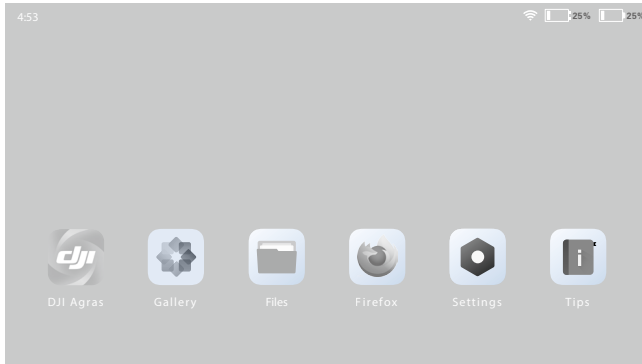 4:53
25% 25%
dji
DJI Agras
Gallery
Files
Firefox
Settings
i
Tips